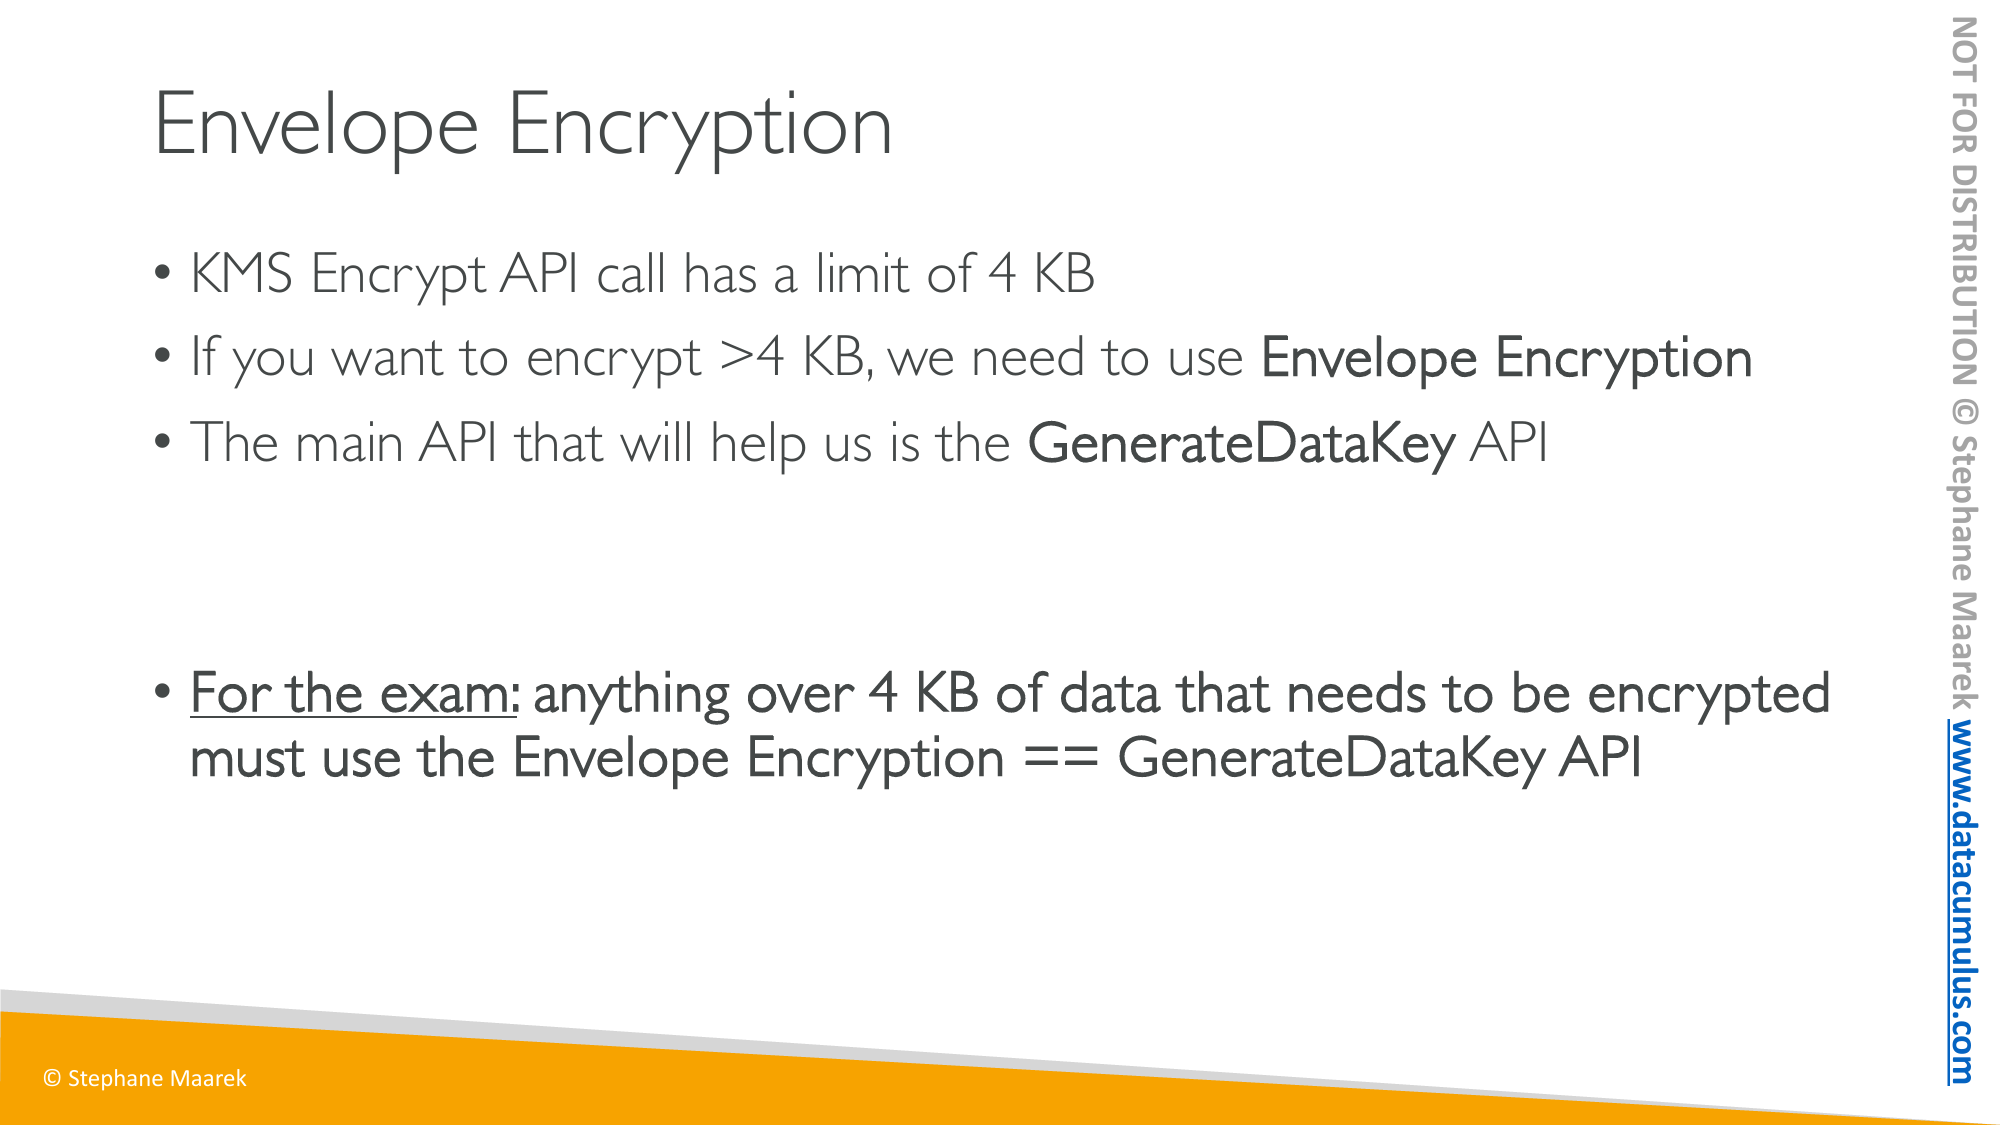 Envelope Encryption
• KMS Encrypt API call has a limit of 4 KB
• If you want to encrypt >4 KB, we need to use Envelope Encryption
• The main API that will help us is the GenerateDataKey API
• For the exam: anything over 4 KB of data that needs to be encrypted
must use the Envelope Encryption == GenerateDataKey API
© Stephane Maarek
NOT FOR DISTRIBUTION © Stephane Maarek www.datacumulus.com